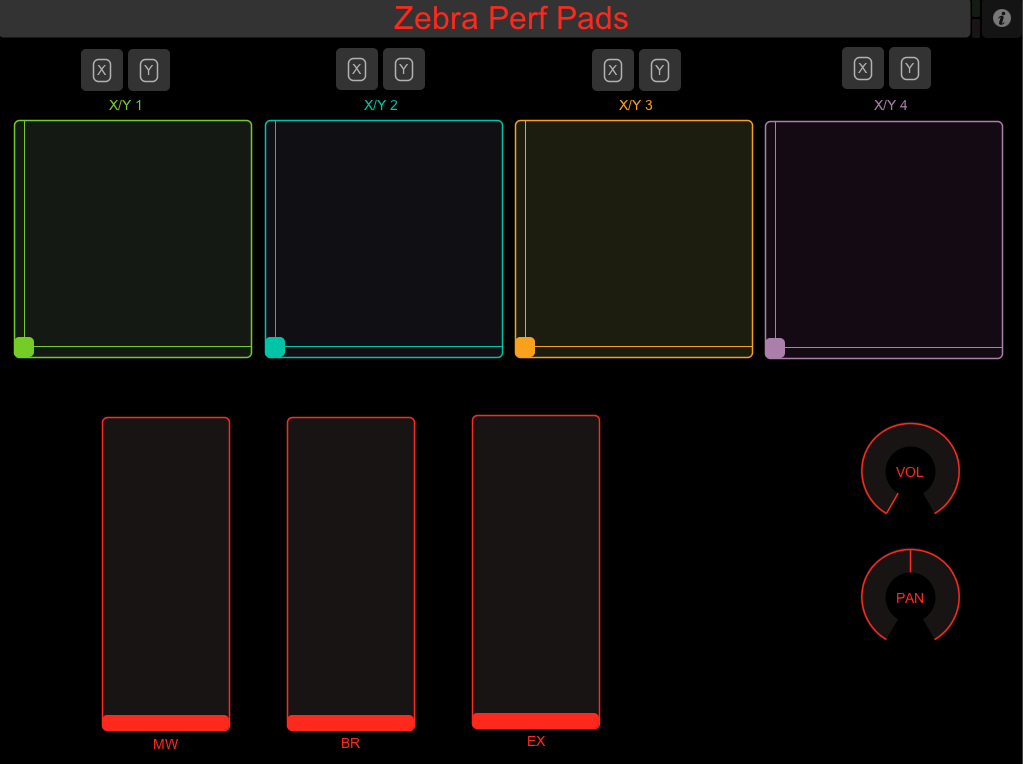 Zebra Perf Pads
i
X Y X Y X Y X Y
X/Y 1 X/Y 2 X/Y 3 X/Y 4
VOL
PAN
MW BR EX